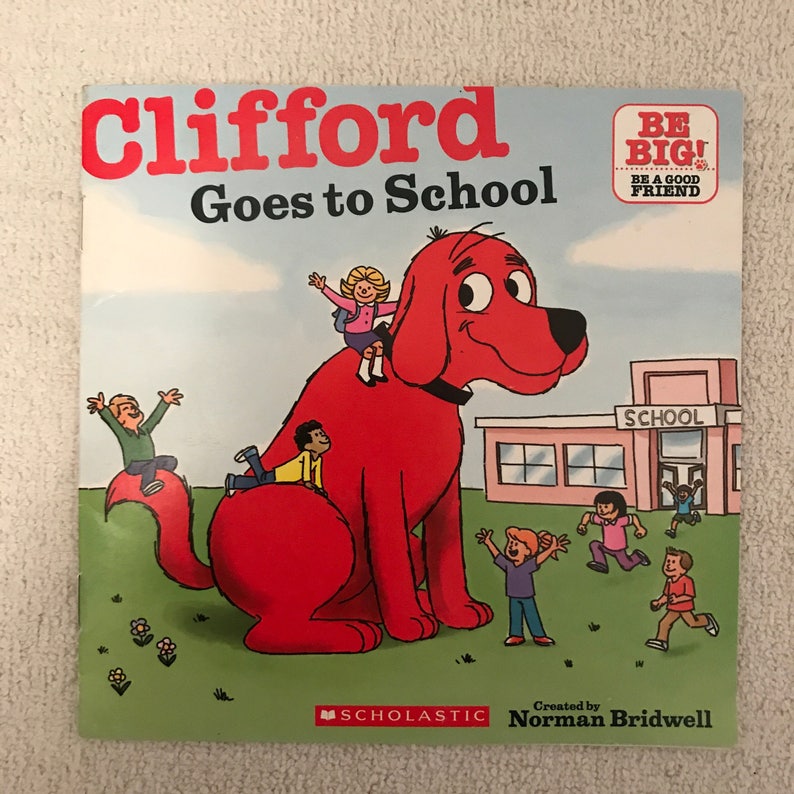 Clifford
Goes to School
BE
BIG!
BE A GOOD
FRIEND
SCHOOL
SCHOLASTIC
Created by
Norman Bridwell